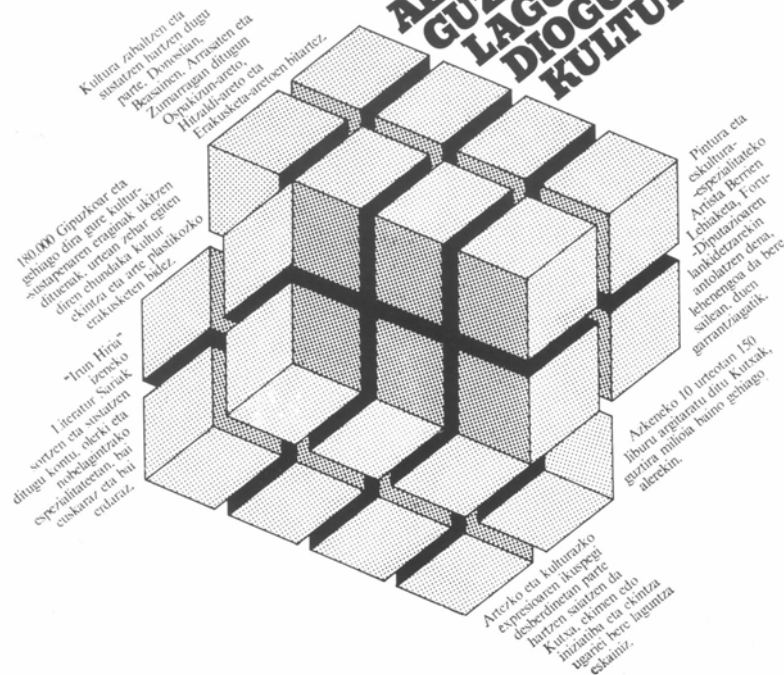 GUZ
LAGU
DIOGU
KULTU
Kultura zabaltzen eta
sustatzen hartzen dugu
parte, Donostian,
Beasainen, Arrasaten eta
Zumarragan ditugun
Ospakizun-areto,
Hitzaldi-areto eta
Erakusketa-aretoen bitartez.
180.000 Gipuzkoar eta
gehiago dira gure kultur-
-sustapenaren eraginak ukitzen
dituenak, urtean zehar egiten
diren ehundaka kultur
ekintza eta arte plastikozko
erakusketen bidez.
"Irun Hiria"
izeneko
Literatur Sariak
sortzen eta sustatzen
ditugu kontu, olerki eta
nobelagintzako
espezialitateetan, bai
euskaraz eta bai
erdaraz.
Pintura eta
eskultura-
-espezialitateko
Artista Berrien
Lehiaketa, Foru-
-Diputazioaren
lankidetzarekin
antolatzen dena,
lehenengoa da bere
sailean, duen
garrantziagatik.
Azkeneko 10 urteotan 150
liburu argitaratu ditu Kutxak,
guztira milioia baino gehiago
alerekin.
Artezko eta kulturazko
expresioaren ikuspegi
desberdinetan parte
hartzen saiatzen da
Kutxa, ekimen edo
iniziatiba eta ekintza
ugariei bere laguntza
eskainiz.